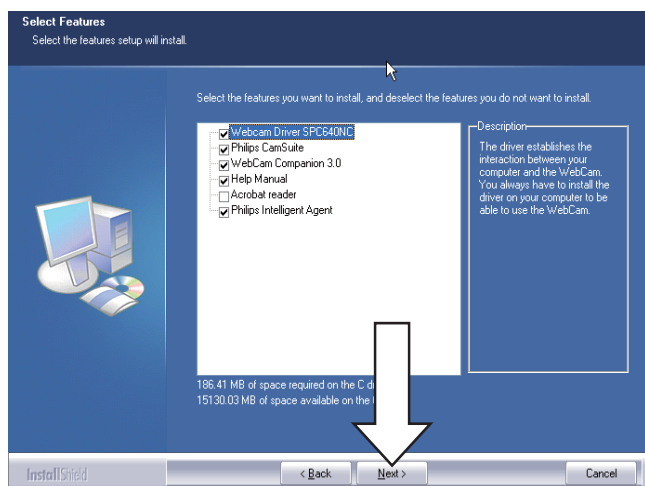 Select Features
Select the features setup will install.
Select the features you want to install, and deselect the features you do not want to install.
Webcam Driver SPC640NC
Philips CamSuite
WebCam Companion 3.0
Help Manual
Acrobat reader
Philips Intelligent Agent
Description
The driver establishes the
interaction between your
computer and the WebCam.
You always have to install the
driver on your computer to be
able to use the WebCam.
186.41 MB of space required on the C
15130.03 MB of space available on the
InstallShield
< Back
Next >
Cancel